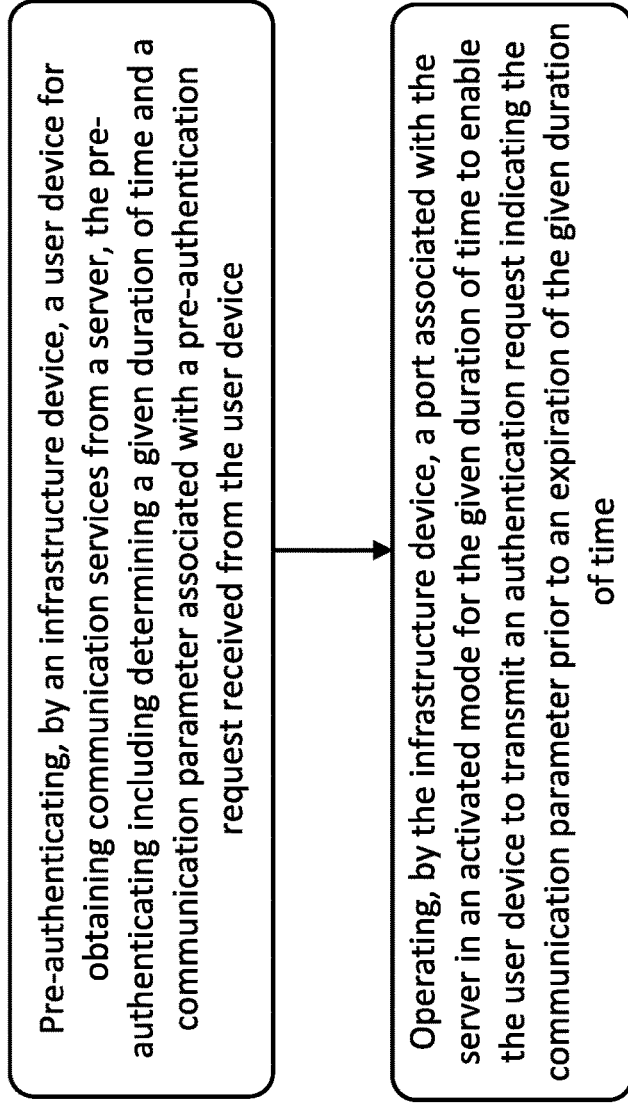 Pre-authenticating, by an infrastructure device, a user device for
obtaining communication services from a server, the pre-
authenticating including determining a given duration of time and a
communication parameter associated with a pre-authentication
request received from the user device
Operating, by the infrastructure device, a port associated with the
server in an activated mode for the given duration of time to enable
the user device to transmit an authentication request indicating the
communication parameter prior to an expiration of the given duration
of time